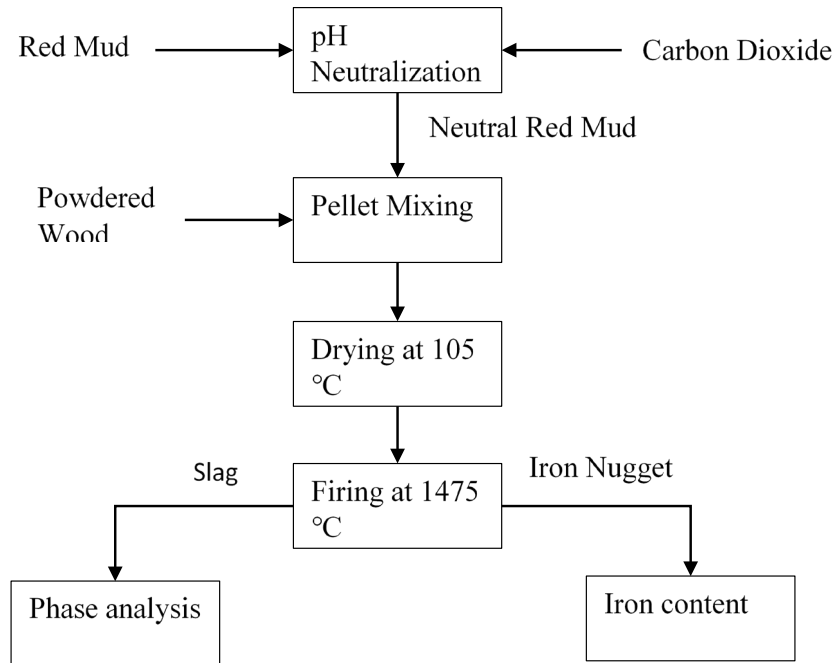 Red Mud
pH
Neutralization
Carbon Dioxide
Neutral Red Mud
Powdered
Wood
Pellet Mixing
Drying at 105
°C
Slag
Firing at 1475
°C
Iron Nugget
Phase analysis
Iron content